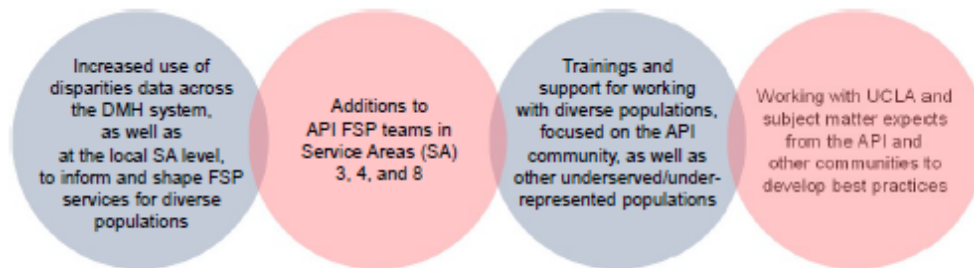 Increased use of
disparities data across
the DMH system,
as well as
at the local SA level,
to inform and shape FSP
services for diverse
populations
Additions to
API FSP teams in
Service Areas (SA)
3, 4, and 8
Trainings and
support for working
with diverse populations,
focused on the API
community, as well as
other underserved/under-
represented populations
Working with UCLA and
subject matter expects
from the API and
other communities to
develop best practices